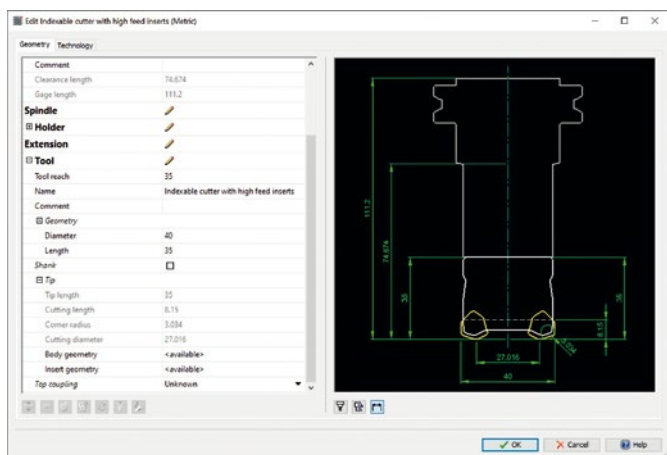 Edit Indexable cutter with high feed inserts (Metric)
Geometry Technology
Comment
Clearance length 74.674
Gage length 111.2
Spindle
Holder
Extension
Tool
Tool reach 35
Name Indexable cutter with high feed inserts
Comment
Geometry
Diameter 40
Length 35
Shank
Tip
Tip length 35
Cutting length 8.15
Corner radius 3.034
Cutting diameter 27.016
Body geometry <available>
Insert geometry <available>
Top coupling Unknown
111.2
74.674
35
35
8.15
3.034
27.016
40
OK Cancel Help